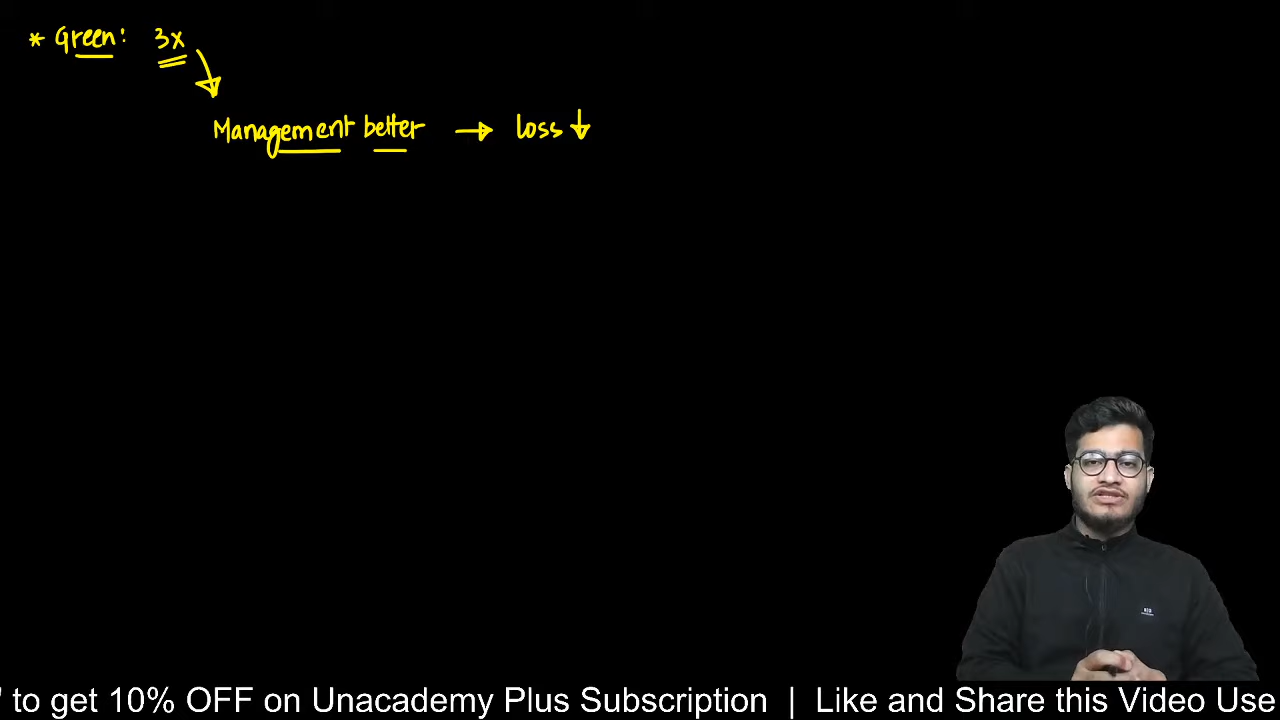 * Green: 3x
Management better → loss ↓
' to get 10% OFF on Unacademy Plus Subscription | Like and Share this Video Use